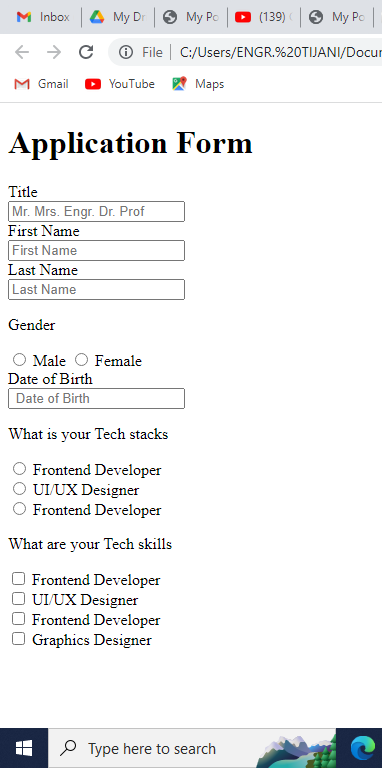 Inbox
My Dr
My Po
(139)
My Po
File
C:/Users/ENGR.%20TIJANI/Docu
Gmail
YouTube
Maps
Application Form
Title
Mr. Mrs. Engr. Dr. Prof
First Name
First Name
Last Name
Last Name
Gender
Male Female
Date of Birth
Date of Birth
What is your Tech stacks
Frontend Developer
UI/UX Designer
Frontend Developer
What are your Tech skills
Frontend Developer
UI/UX Designer
Frontend Developer
Graphics Designer
Type here to search